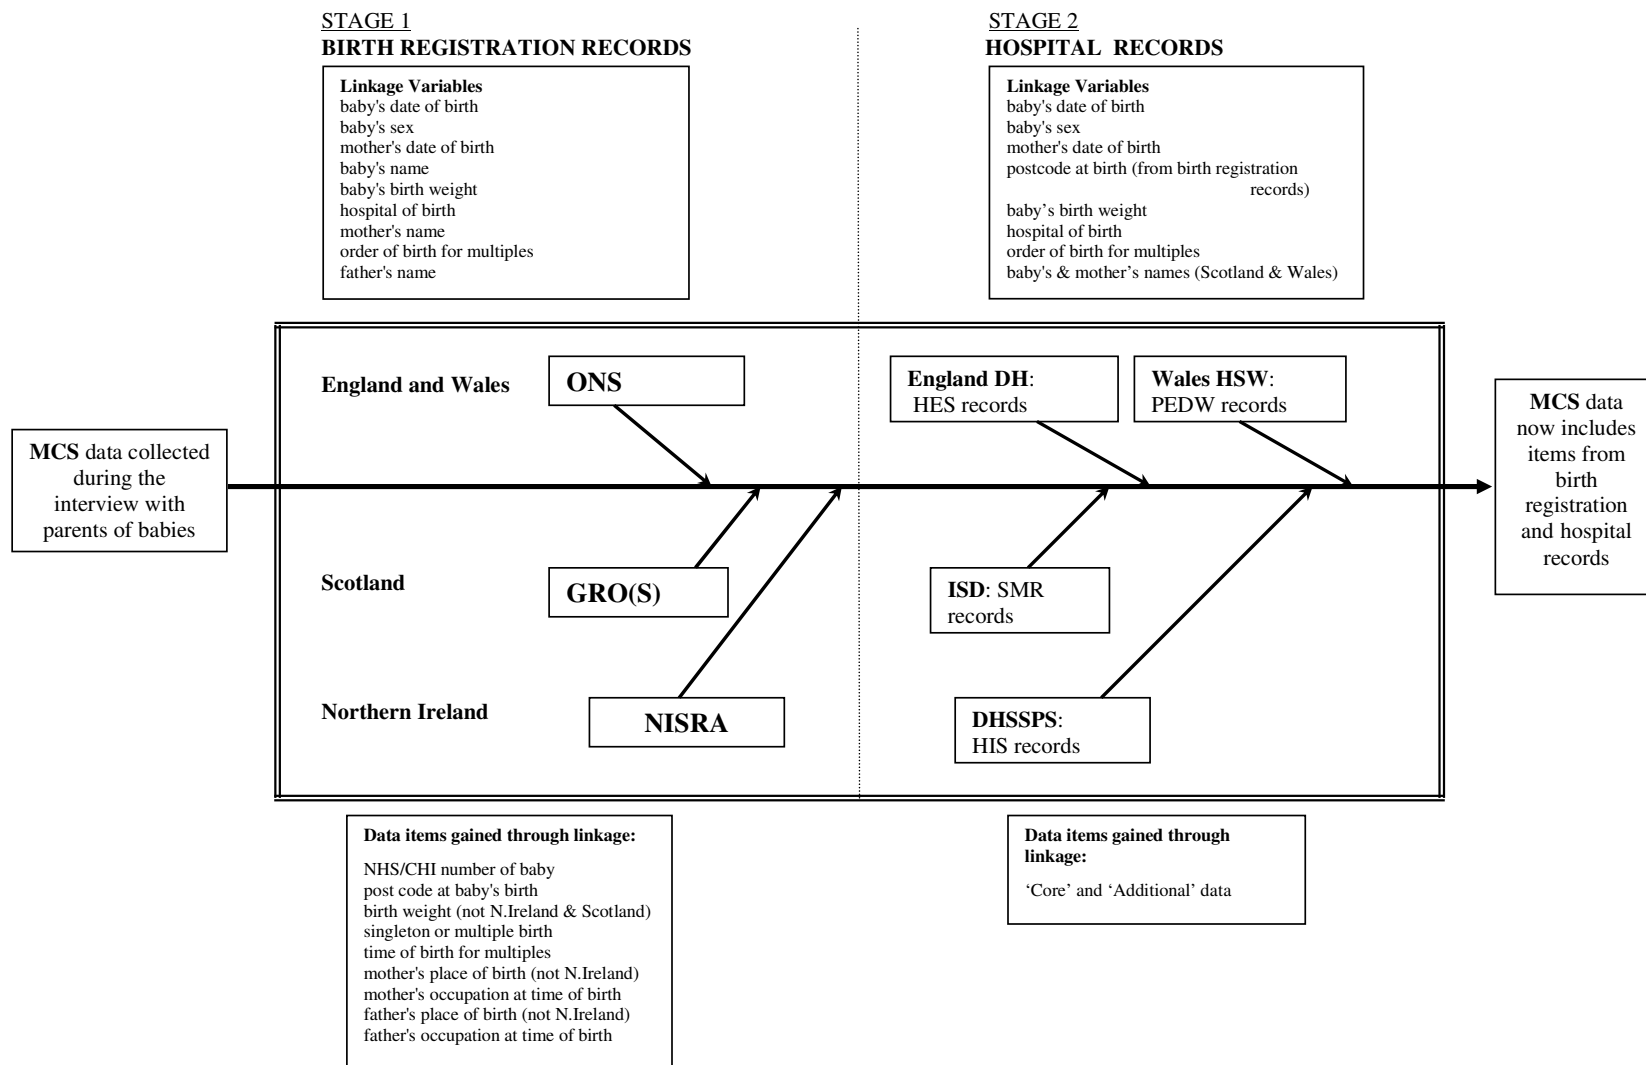 STAGE 1
BIRTH REGISTRATION RECORDS
Linkage Variables
baby's date of birth
baby's sex
mother's date of birth
baby's name
baby's birth weight
hospital of birth
mother's name
order of birth for multiples
father's name
STAGE 2
HOSPITAL RECORDS
Linkage Variables
baby's date of birth
baby's sex
mother's date of birth
postcode at birth (from birth registration
records)
baby’s birth weight
hospital of birth
order of birth for multiples
baby's & mother’s names (Scotland & Wales)
MCS data collected
during the
interview with
parents of babies
England and Wales
ONS
Scotland
GRO(S)
Northern Ireland
NISRA
England DH:
HES records
Wales HSW:
PEDW records
ISD: SMR
records
DHSSPS:
HIS records
MCS data
now includes
items from
birth
registration
and hospital
records
Data items gained through linkage:
NHS/CHI number of baby
post code at baby's birth
birth weight (not N.Ireland & Scotland)
singleton or multiple birth
time of birth for multiples
mother's place of birth (not N.Ireland)
mother's occupation at time of birth
father's place of birth (not N.Ireland)
father's occupation at time of birth
Data items gained through
linkage:
‘Core’ and ‘Additional’ data